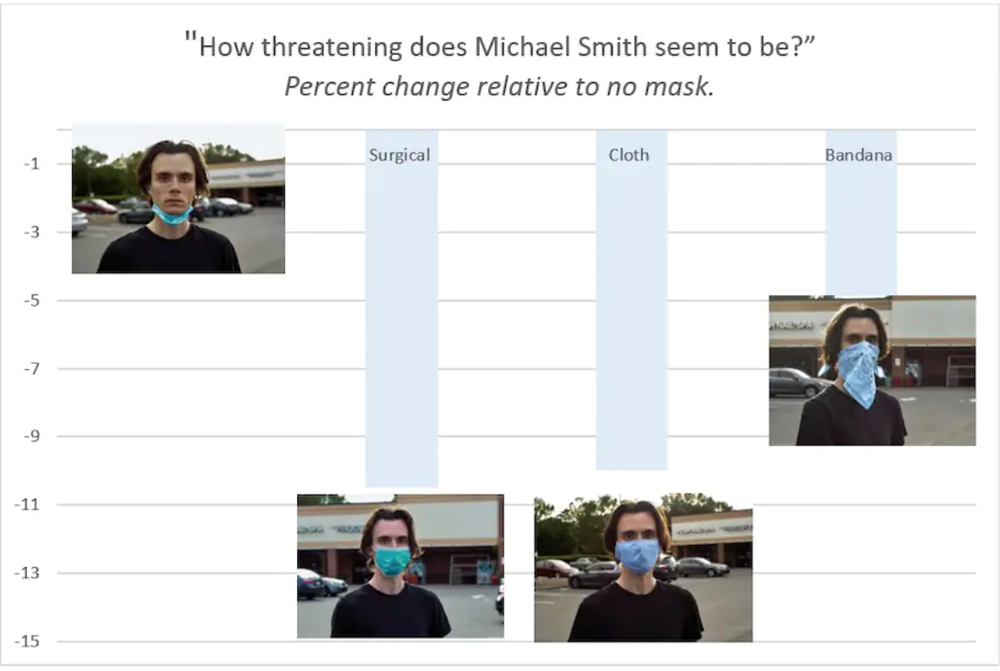 "How threatening does Michael Smith seem to be?”
Percent change relative to no mask.
Surgical
Cloth
Bandana
-1
-3
-5
-7
-9
-11
-13
-15